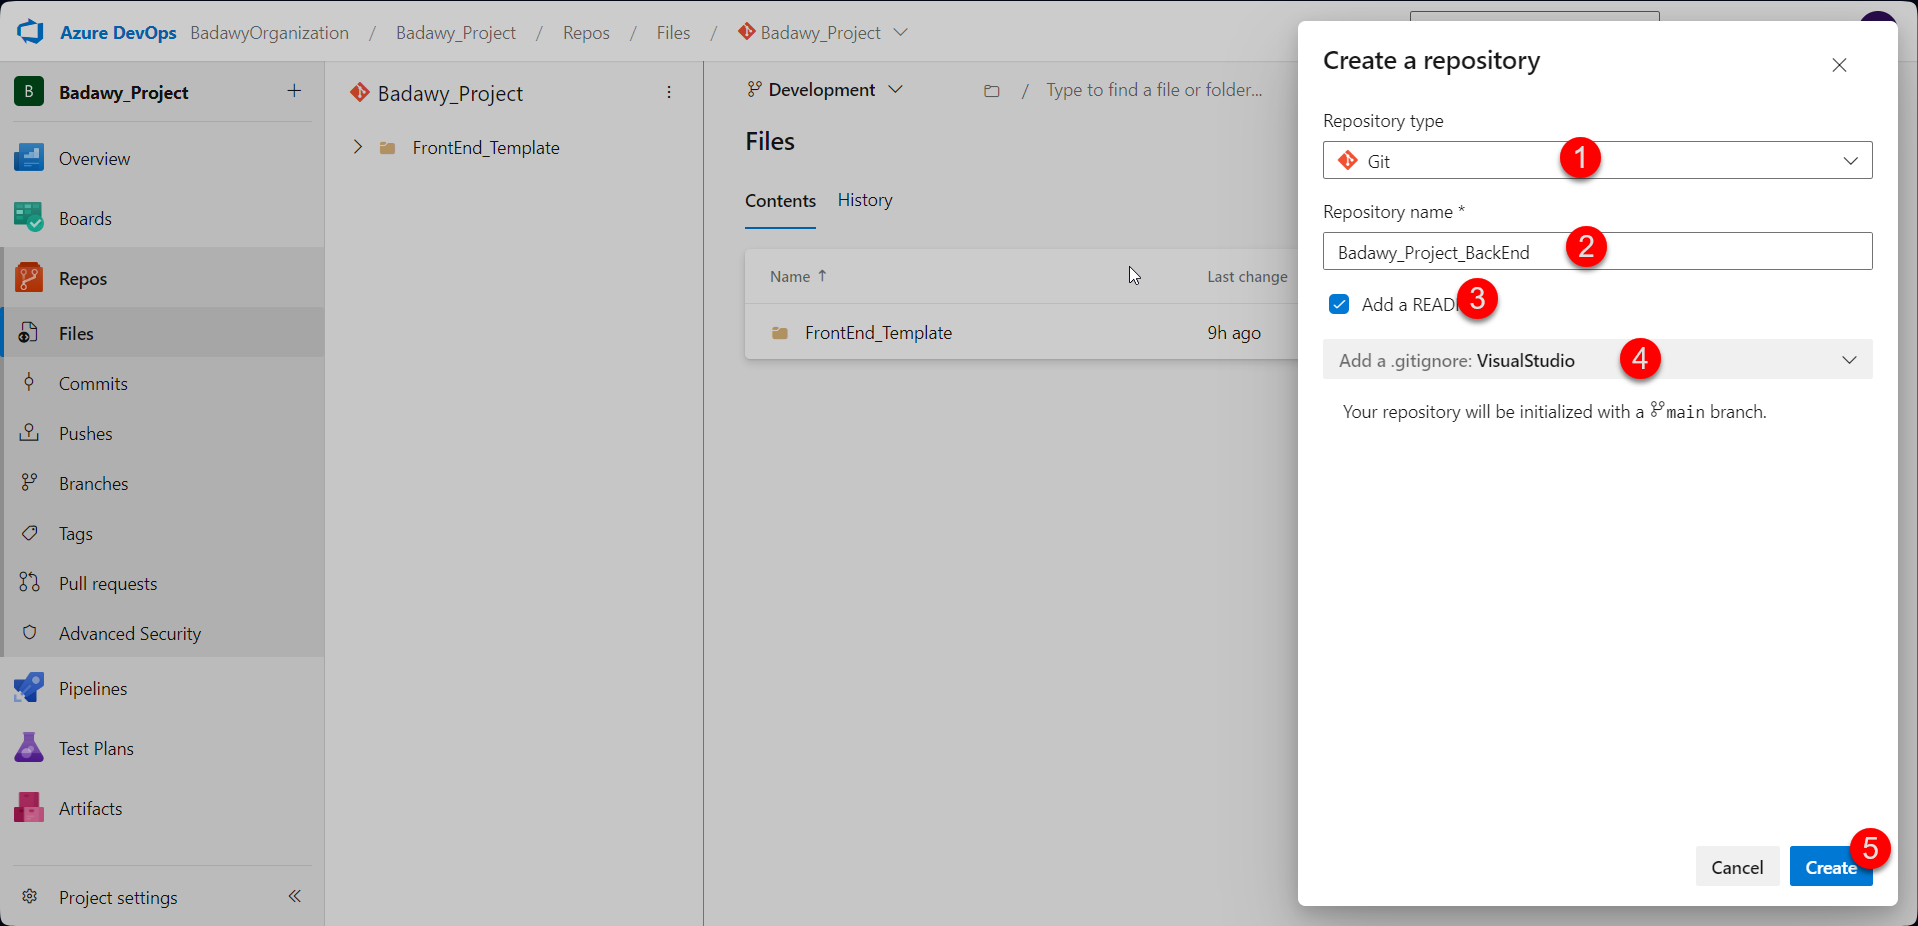 Azure DevOps BadawyOrganization / Badawy_Project / Repos / Files / Badawy_Project
B Badawy_Project +
Overview
Boards
Repos
Files
Commits
Pushes
Branches
Tags
Pull requests
Advanced Security
Pipelines
Test Plans
Artifacts
Project settings
Badawy_Project
FrontEnd_Template
Development / Type to find a file or folder...
Files
Contents History
Name ↑ Last change
FrontEnd_Template 9h ago
Create a repository
Repository type
Git 1
Repository name *
Badawy_Project_BackEnd 2
Add a READ 3
Add a .gitignore: VisualStudio 4
Your repository will be initialized with a main branch.
Cancel Create 5